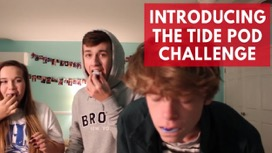 INTRODUCING
THE TIDE POD
CHALLENGE
BRO